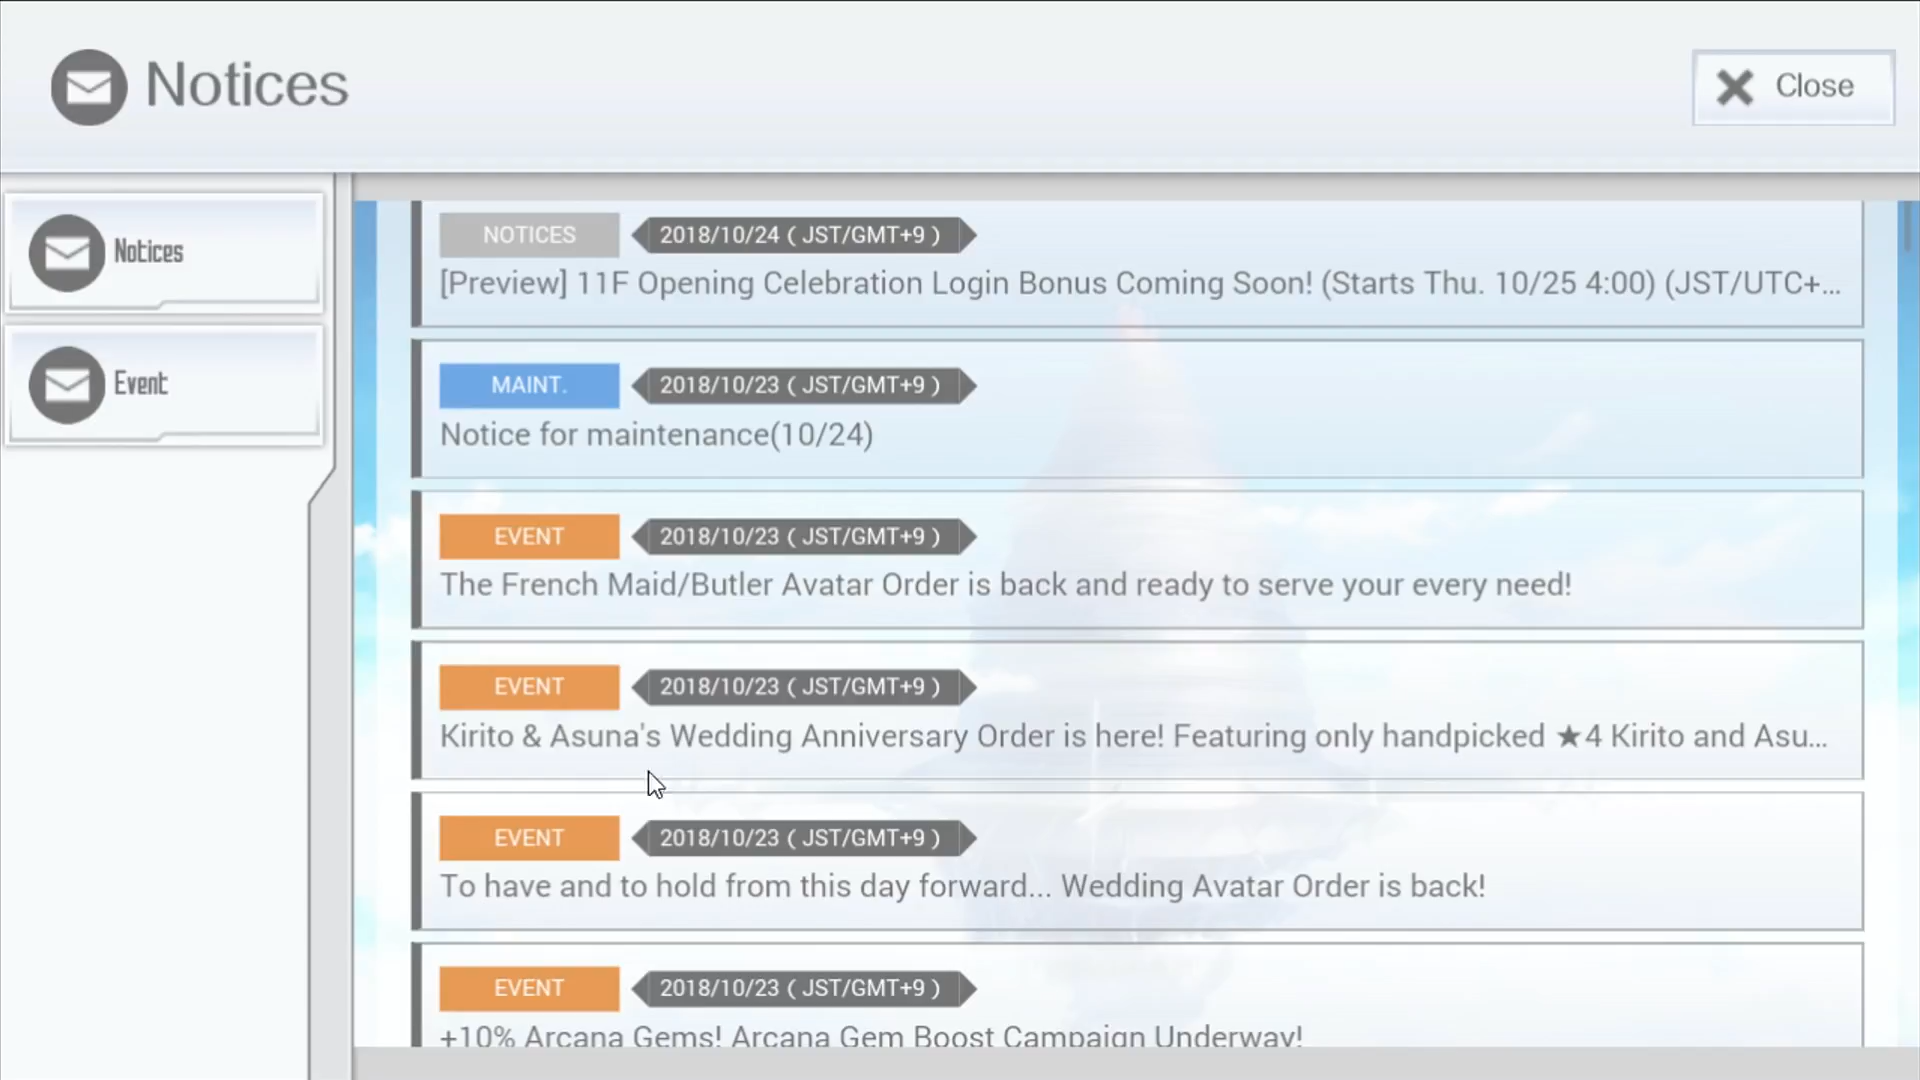 Notices
Close
Notices
Event
NOTICES 2018/10/24 ( JST/GMT+9 )
[Preview] 11F Opening Celebration Login Bonus Coming Soon! (Starts Thu. 10/25 4:00) (JST/UTC+...
MAINT. 2018/10/23 ( JST/GMT+9 )
Notice for maintenance(10/24)
EVENT 2018/10/23 ( JST/GMT+9 )
The French Maid/Butler Avatar Order is back and ready to serve your every need!
EVENT 2018/10/23 ( JST/GMT+9 )
Kirito & Asuna's Wedding Anniversary Order is here! Featuring only handpicked ★4 Kirito and Asu...
EVENT 2018/10/23 ( JST/GMT+9 )
To have and to hold from this day forward... Wedding Avatar Order is back!
EVENT 2018/10/23 ( JST/GMT+9 )
+10% Arcana Gems! Arcana Gem Boost Campaign Underway!